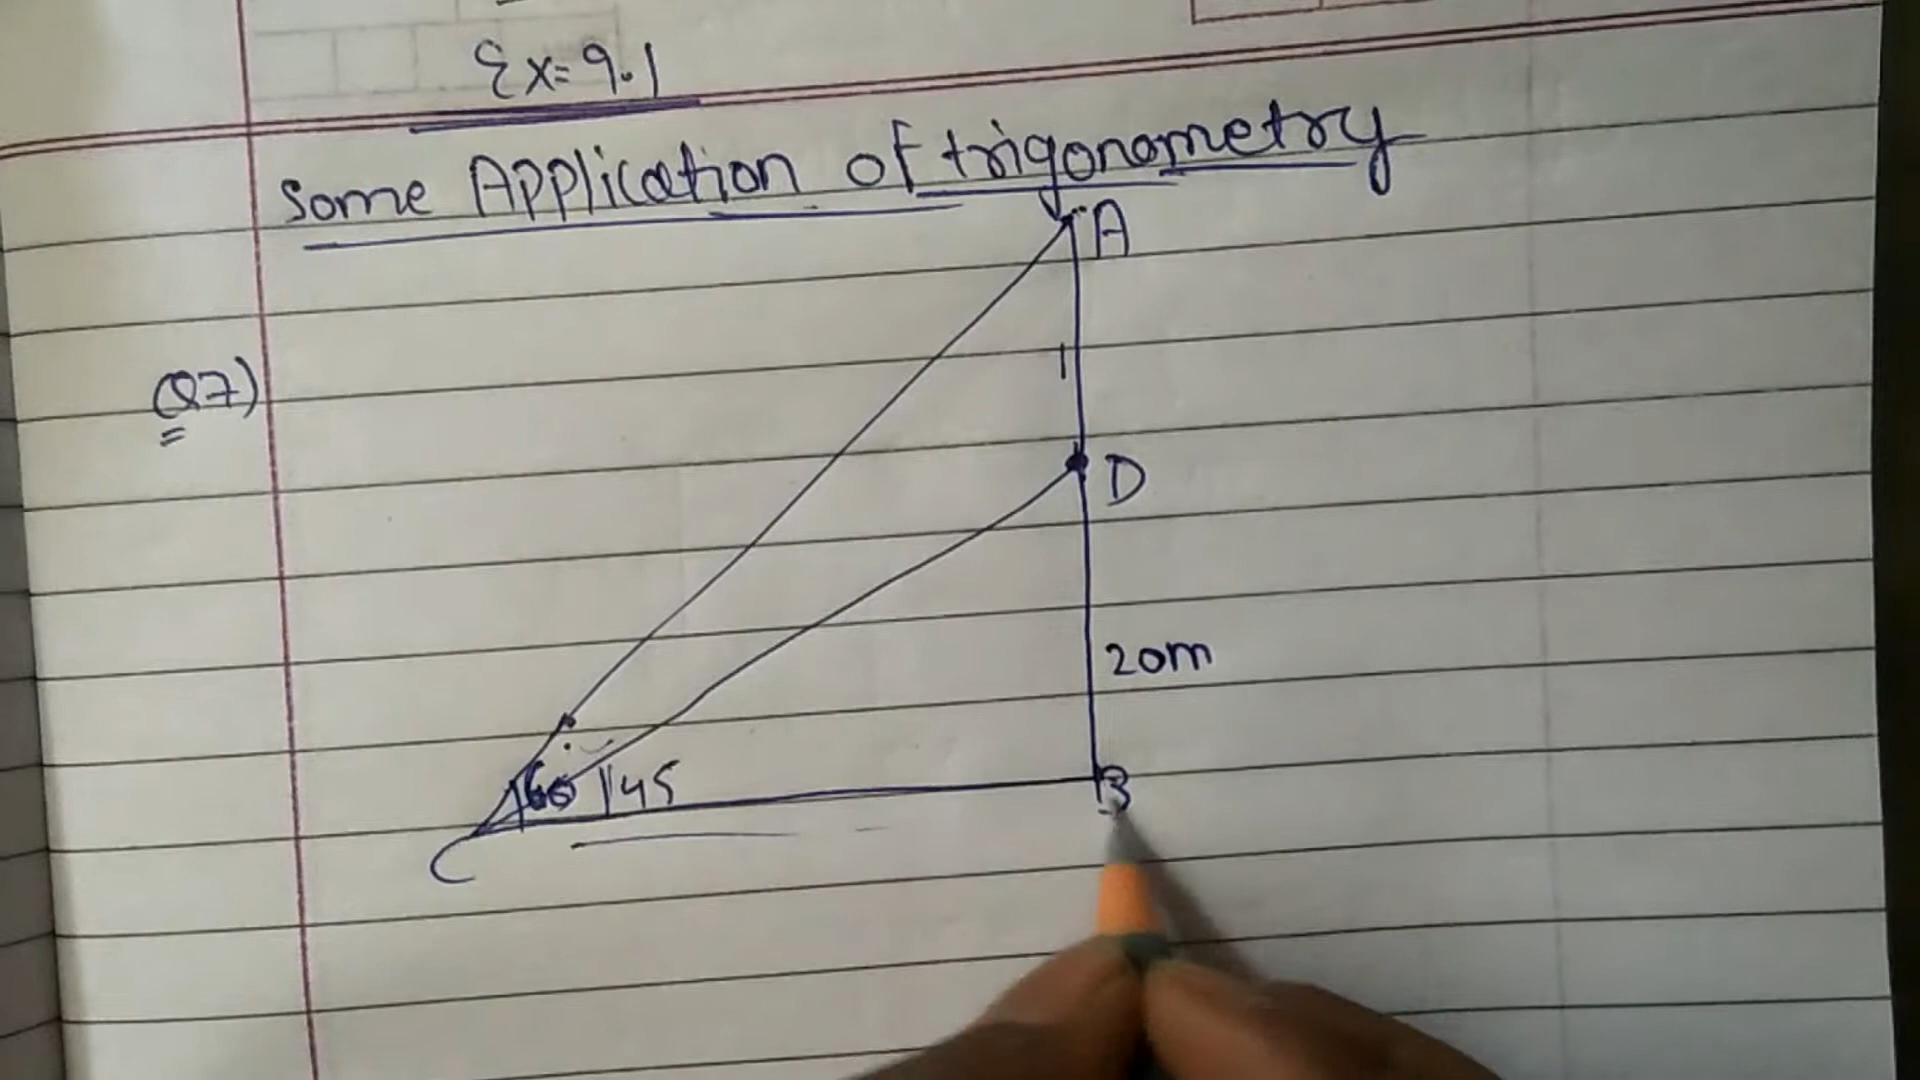 Ex=9.1
Some Application of trigonometry
A
Q7)
D
20m
60 45
B
C